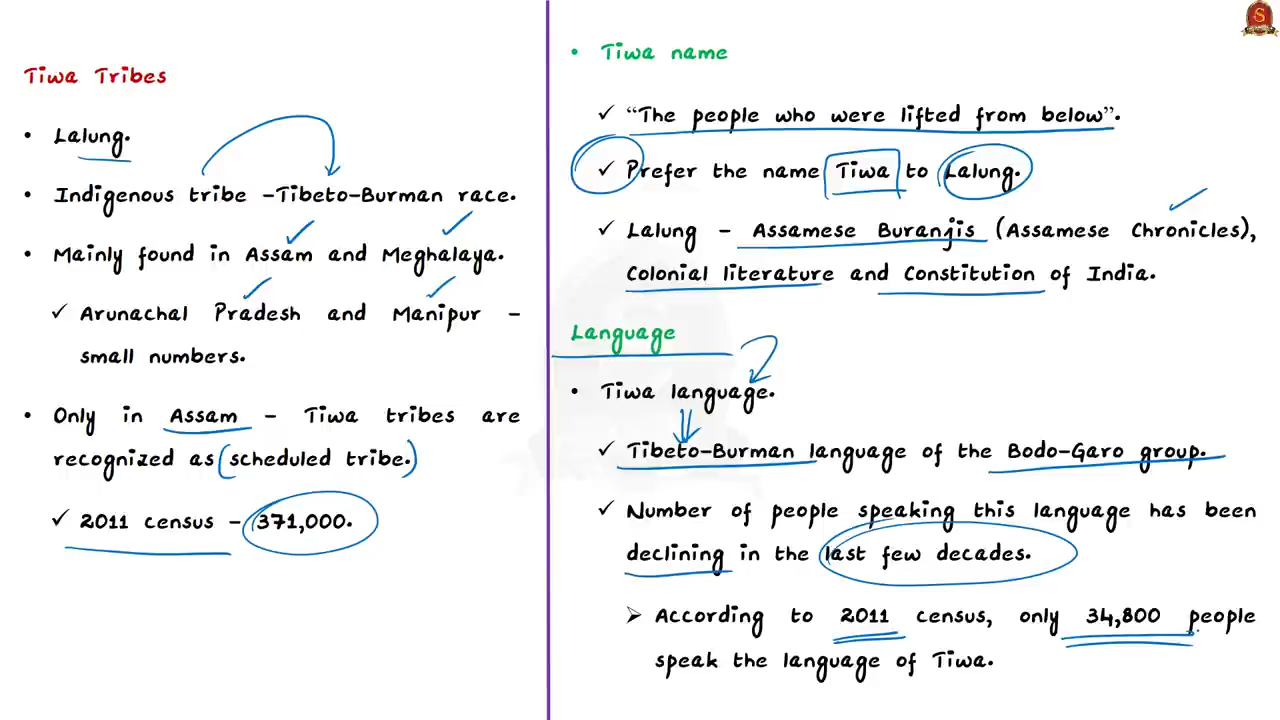 Tiwa Tribes
• Lalung.
• Indigenous tribe -Tibeto-Burman race.
• Mainly found in Assam and Meghalaya.
✓ Arunachal Pradesh and Manipur -
small numbers.
• Only in Assam - Tiwa tribes are
recognized as (scheduled tribe.)
✓ 2011 census - 371,000.
• Tiwa name
✓ “The people who were lifted from below”.
✓ Prefer the name Tiwa to Lalung.
✓ Lalung - Assamese Buranjis (Assamese Chronicles),
Colonial literature and Constitution of India.
Language
• Tiwa language.
✓ Tibeto-Burman language of the Bodo-Garo group.
✓ Number of people speaking this language has been
declining in the last few decades.
➢ According to 2011 census, only 34,800 people
speak the language of Tiwa.
S